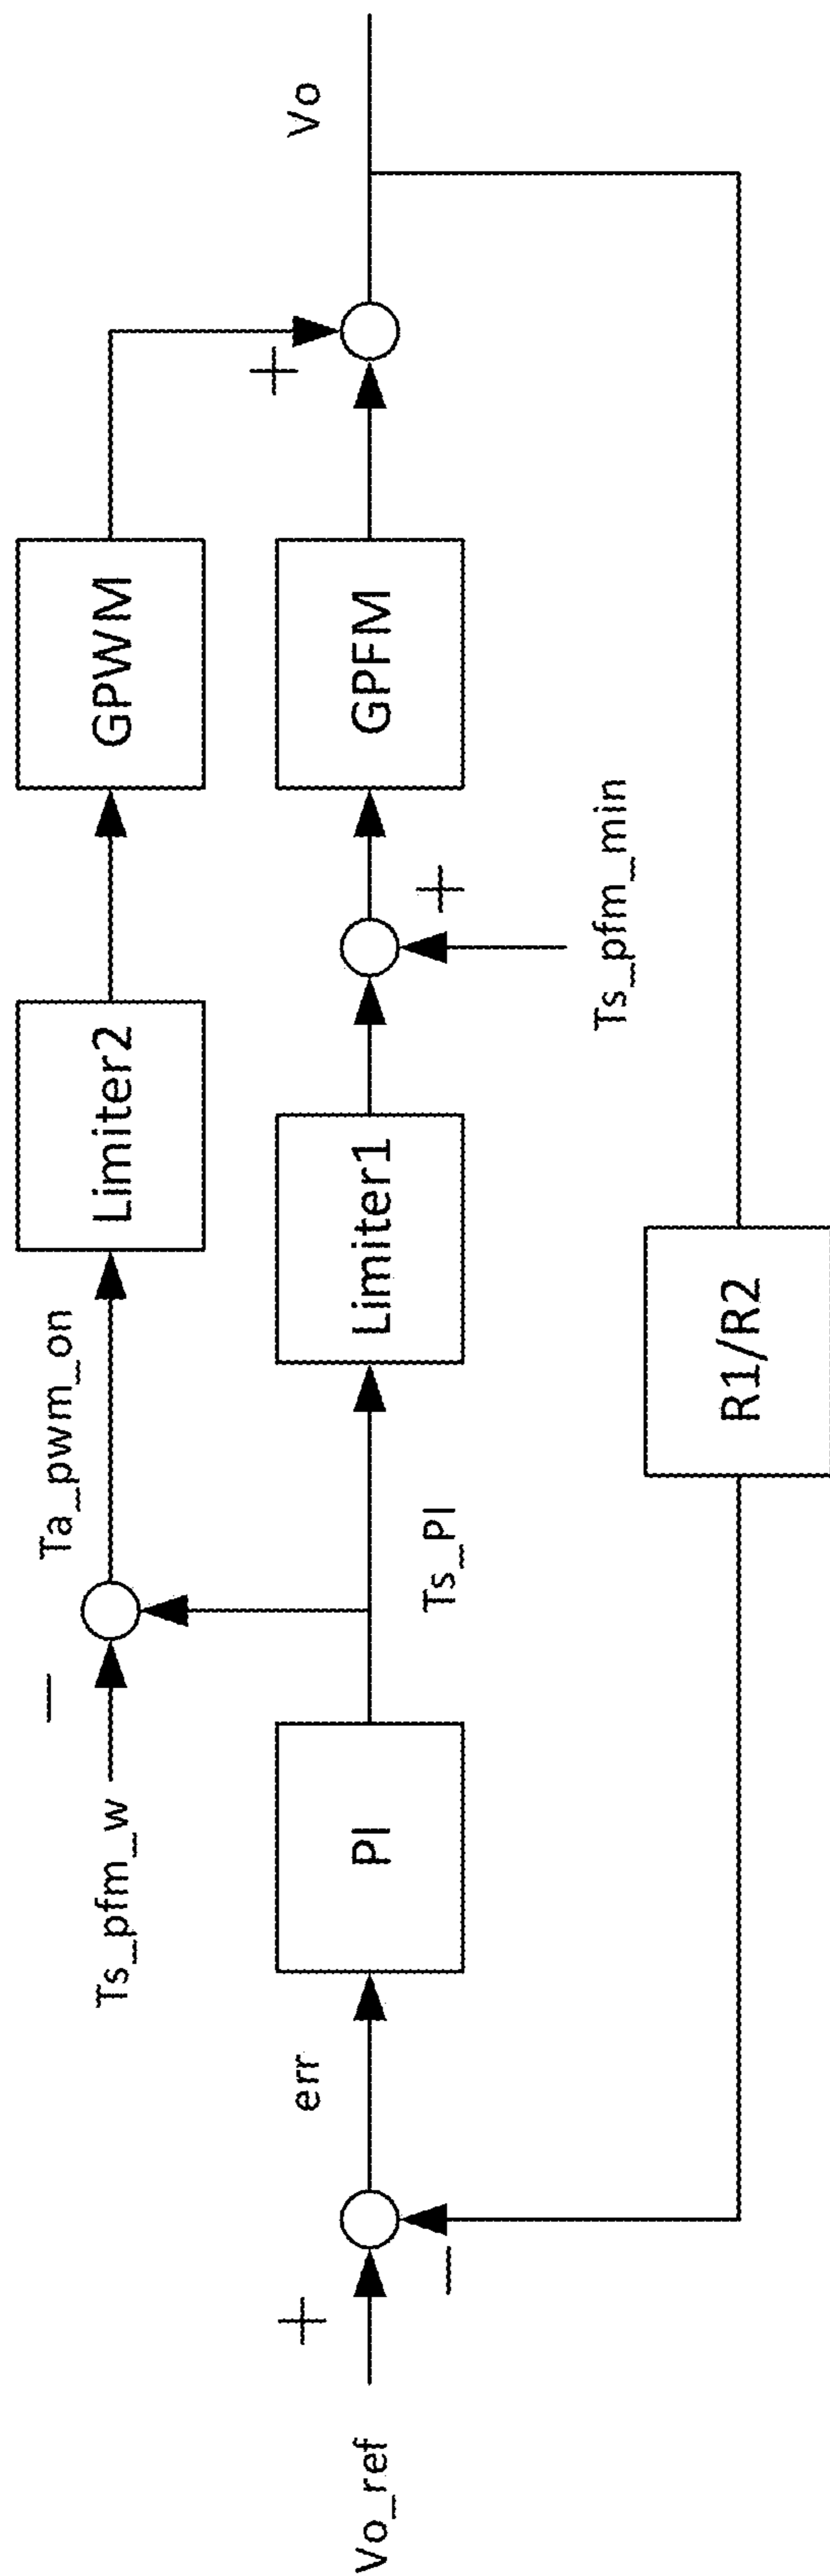 Ts_pfm_w
−
Ta_pwm_on
Limiter2
GPWM
+
Vo_ref
+
−
err
PI
Ts_PI
Limiter1
+
Ts_pfm_min
GPFM
Vo
R1/R2